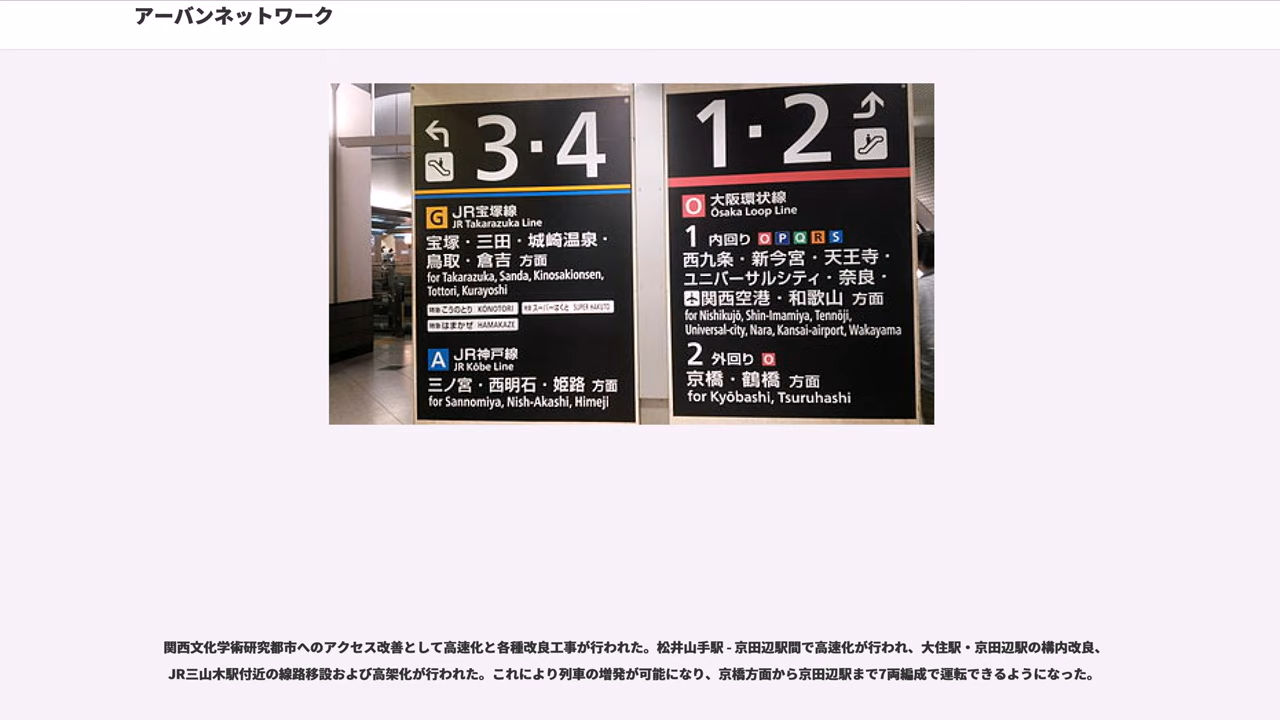 アーバンネットワーク
3・4
G JR宝塚線
JR Takarazuka Line
宝塚・三田・城崎温泉・
鳥取・倉吉 方面
for Takarazuka, Sanda, Kinosakionsen,
Tottori, Kurayoshi
特急 こうのとり KONOTORI 特急 スーパーはくと SUPER HAKUTO
特急 はまかぜ HAMAKAZE
A JR神戸線
JR Kōbe Line
三ノ宮・西明石・姫路 方面
for Sannomiya, Nish-Akashi, Himeji
1・2
O 大阪環状線
Ōsaka Loop Line
1 内回り O P Q R S
西九条・新今宮・天王寺・
ユニバーサルシティ・奈良・
関西空港・和歌山 方面
for Nishikujō, Shin-Imamiya, Tennōji,
Universal-city, Nara, Kansai-airport, Wakayama
2 外回り O
京橋・鶴橋 方面
for Kyōbashi, Tsuruhashi
関西文化学術研究都市へのアクセス改善として高速化と各種改良工事が行われた。松井山手駅 - 京田辺駅間で高速化が行われ、大住駅・京田辺駅の構内改良、
JR三山木駅付近の線路移設および高架化が行われた。これにより列車の増発が可能になり、京橋方面から京田辺駅まで7両編成で運転できるようになった。